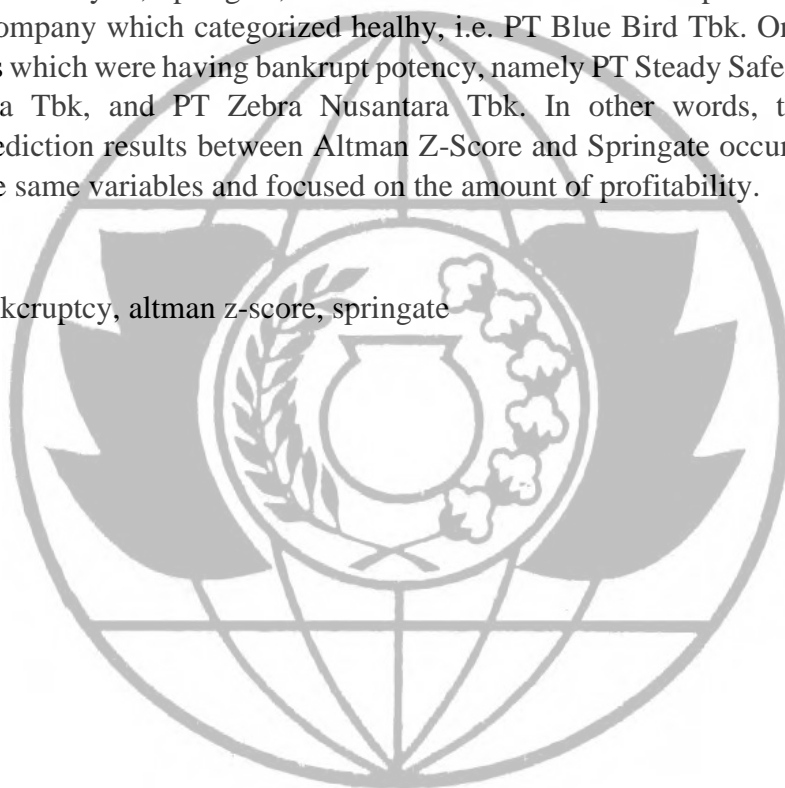 ompany which categorized healhy, i.e. PT Blue Bird Tbk. Or
s which were having bankrupt potency, namely PT Steady Safe
a Tbk, and PT Zebra Nusantara Tbk. In other words, t
ediction results between Altman Z-Score and Springate occur
e same variables and focused on the amount of profitability.
kcruptcy, altman z-score, springate